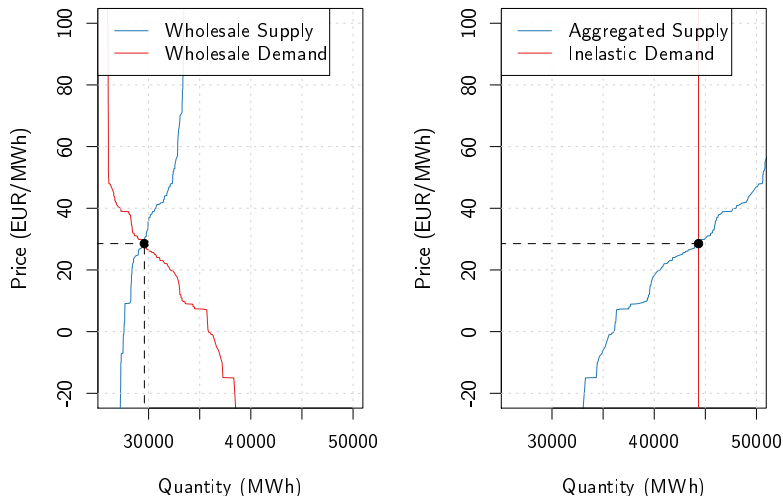 Wholesale Supply
Wholesale Demand
Price (EUR/MWh)
100
80
60
40
20
0
-20
30000 40000 50000
Quantity (MWh)
Aggregated Supply
Inelastic Demand
Price (EUR/MWh)
100
80
60
40
20
0
-20
30000 40000 50000
Quantity (MWh)